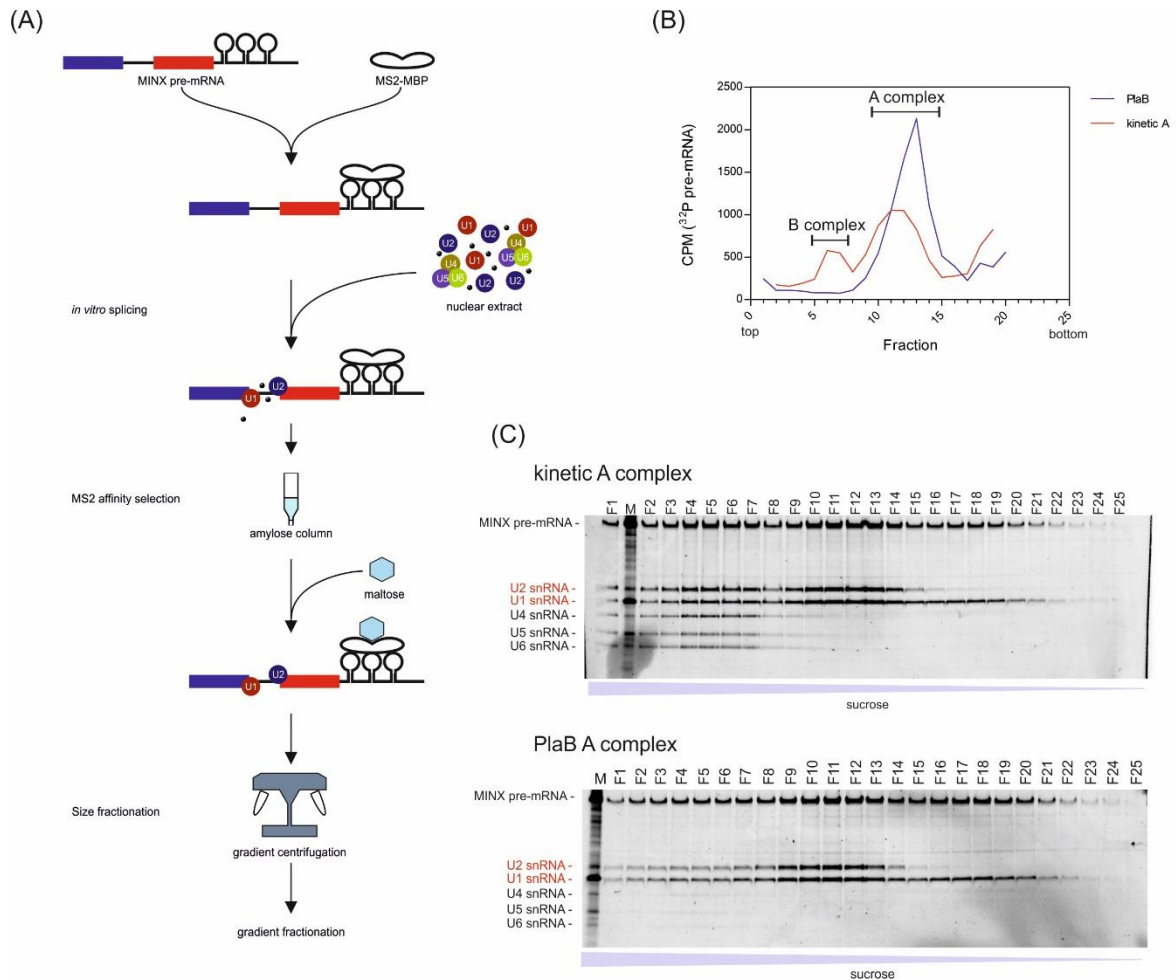 (A)
MINX pre-mRNA
MS2-MBP
U1 U1
U2 U2
U4 U1 U4
U5 U6
U5 U6 U2 U2
nuclear extract
in vitro splicing
U1 U2
MS2 affinity selection
amylose column
maltose
U1 U2
Size fractionation
gradient centrifugation
gradient fractionation
(B)
A complex
B complex
PlaB
kinetic A
CPM (³²P pre-mRNA)
2500
2000
1500
1000
500
0
0 5 10 15 20 25
top bottom
Fraction
(C)
kinetic A complex
F1 M F2 F3 F4 F5 F6 F7 F8 F9 F10 F11 F12 F13 F14 F15 F16 F17 F18 F19 F20 F21 F22 F23 F24 F25
MINX pre-mRNA -
U2 snRNA -
U1 snRNA -
U4 snRNA -
U5 snRNA -
U6 snRNA -
sucrose
PlaB A complex
M F1 F2 F3 F4 F5 F6 F7 F8 F9 F10 F11 F12 F13 F14 F15 F16 F17 F18 F19 F20 F21 F22 F23 F24 F25
MINX pre-mRNA -
U2 snRNA -
U1 snRNA -
U4 snRNA -
U5 snRNA -
U6 snRNA -
sucrose